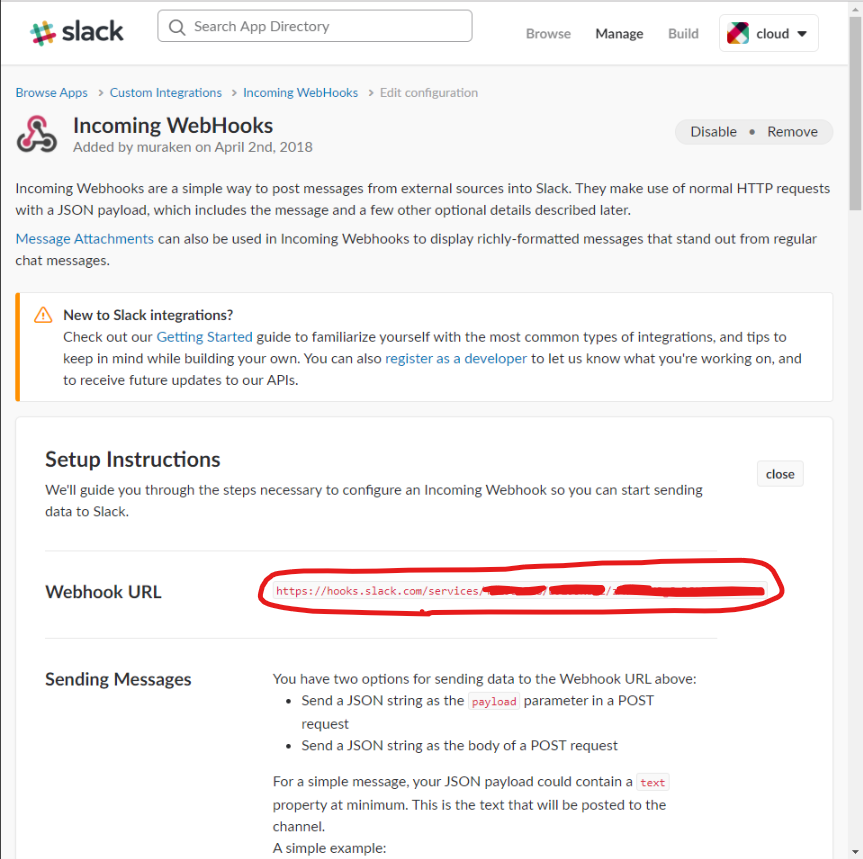 slack
Search App Directory
Browse
Manage
Build
cloud
Browse Apps > Custom Integrations > Incoming WebHooks > Edit configuration
Incoming WebHooks
Added by muraken on April 2nd, 2018
Disable • Remove
Incoming Webhooks are a simple way to post messages from external sources into Slack. They make use of normal HTTP requests
with a JSON payload, which includes the message and a few other optional details described later.
Message Attachments can also be used in Incoming Webhooks to display richly-formatted messages that stand out from regular
chat messages.
New to Slack integrations?
Check out our Getting Started guide to familiarize yourself with the most common types of integrations, and tips to
keep in mind while building your own. You can also register as a developer to let us know what you're working on, and
to receive future updates to our APIs.
Setup Instructions
close
We'll guide you through the steps necessary to configure an Incoming Webhook so you can start sending
data to Slack.
Webhook URL
https://hooks.slack.com/services/
Sending Messages
You have two options for sending data to the Webhook URL above:
• Send a JSON string as the payload parameter in a POST
request
• Send a JSON string as the body of a POST request
For a simple message, your JSON payload could contain a text
property at minimum. This is the text that will be posted to the
channel.
A simple example: